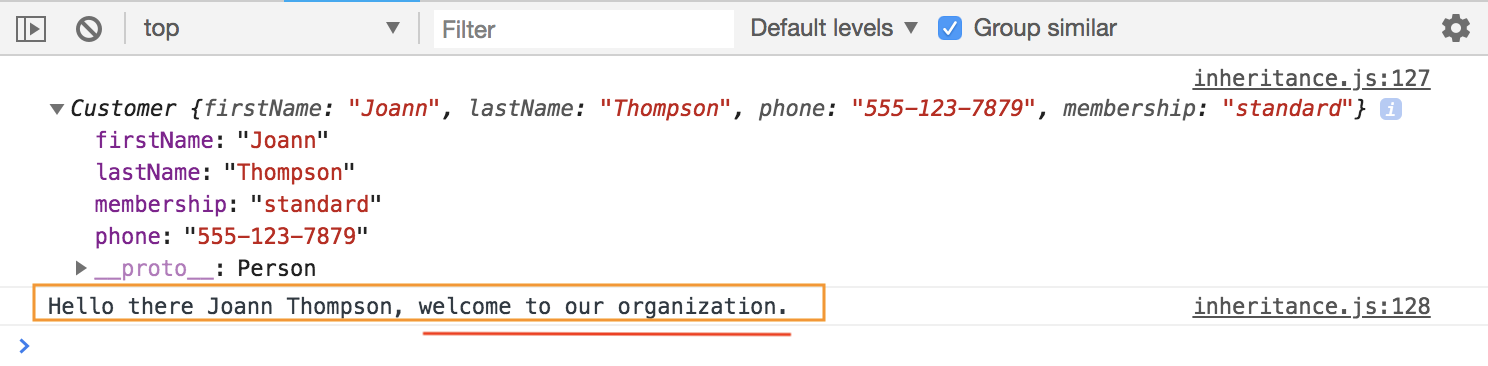 top Filter Default levels Group similar
inheritance.js:127
Customer {firstName: "Joann", lastName: "Thompson", phone: "555-123-7879", membership: "standard"} i
firstName: "Joann"
lastName: "Thompson"
membership: "standard"
phone: "555-123-7879"
__proto__: Person
Hello there Joann Thompson, welcome to our organization. inheritance.js:128